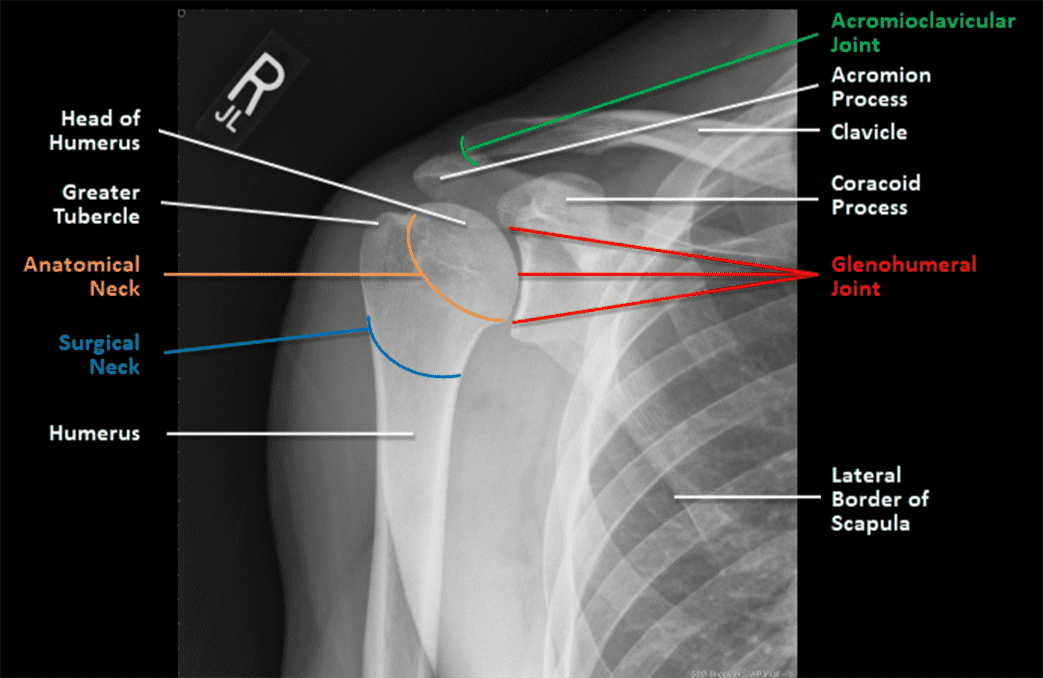 Acromioclavicular
Joint
Acromion
Process
Clavicle
Coracoid
Process
Glenohumeral
Joint
Lateral
Border of
Scapula
R
JL
Head of
Humerus
Greater
Tubercle
Anatomical
Neck
Surgical
Neck
Humerus